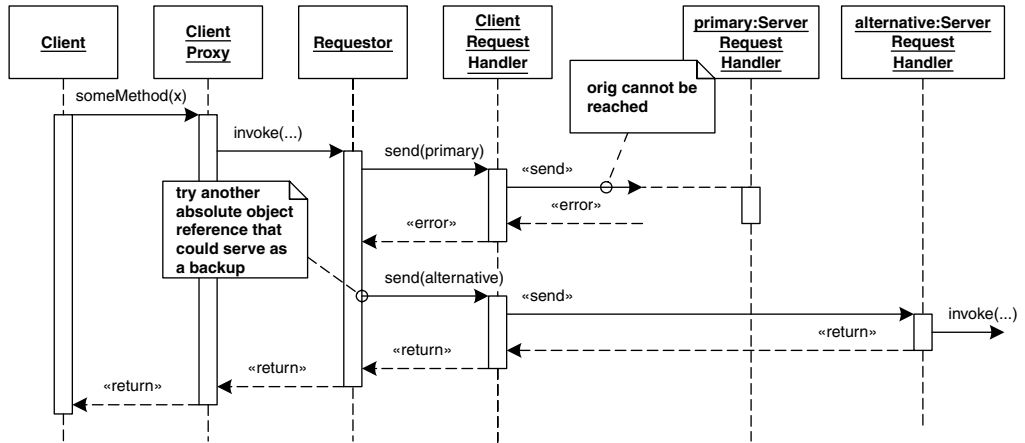 Client
Client
Proxy
Requestor
Client
Request
Handler
primary:Server
Request
Handler
alternative:Server
Request
Handler
orig cannot be
reached
someMethod(x)
invoke(...)
send(primary)
«send»
try another
absolute object
reference that
could serve as
a backup
«error»
«error»
send(alternative)
«send»
invoke(...)
«return»
«return»
«return»
«return»